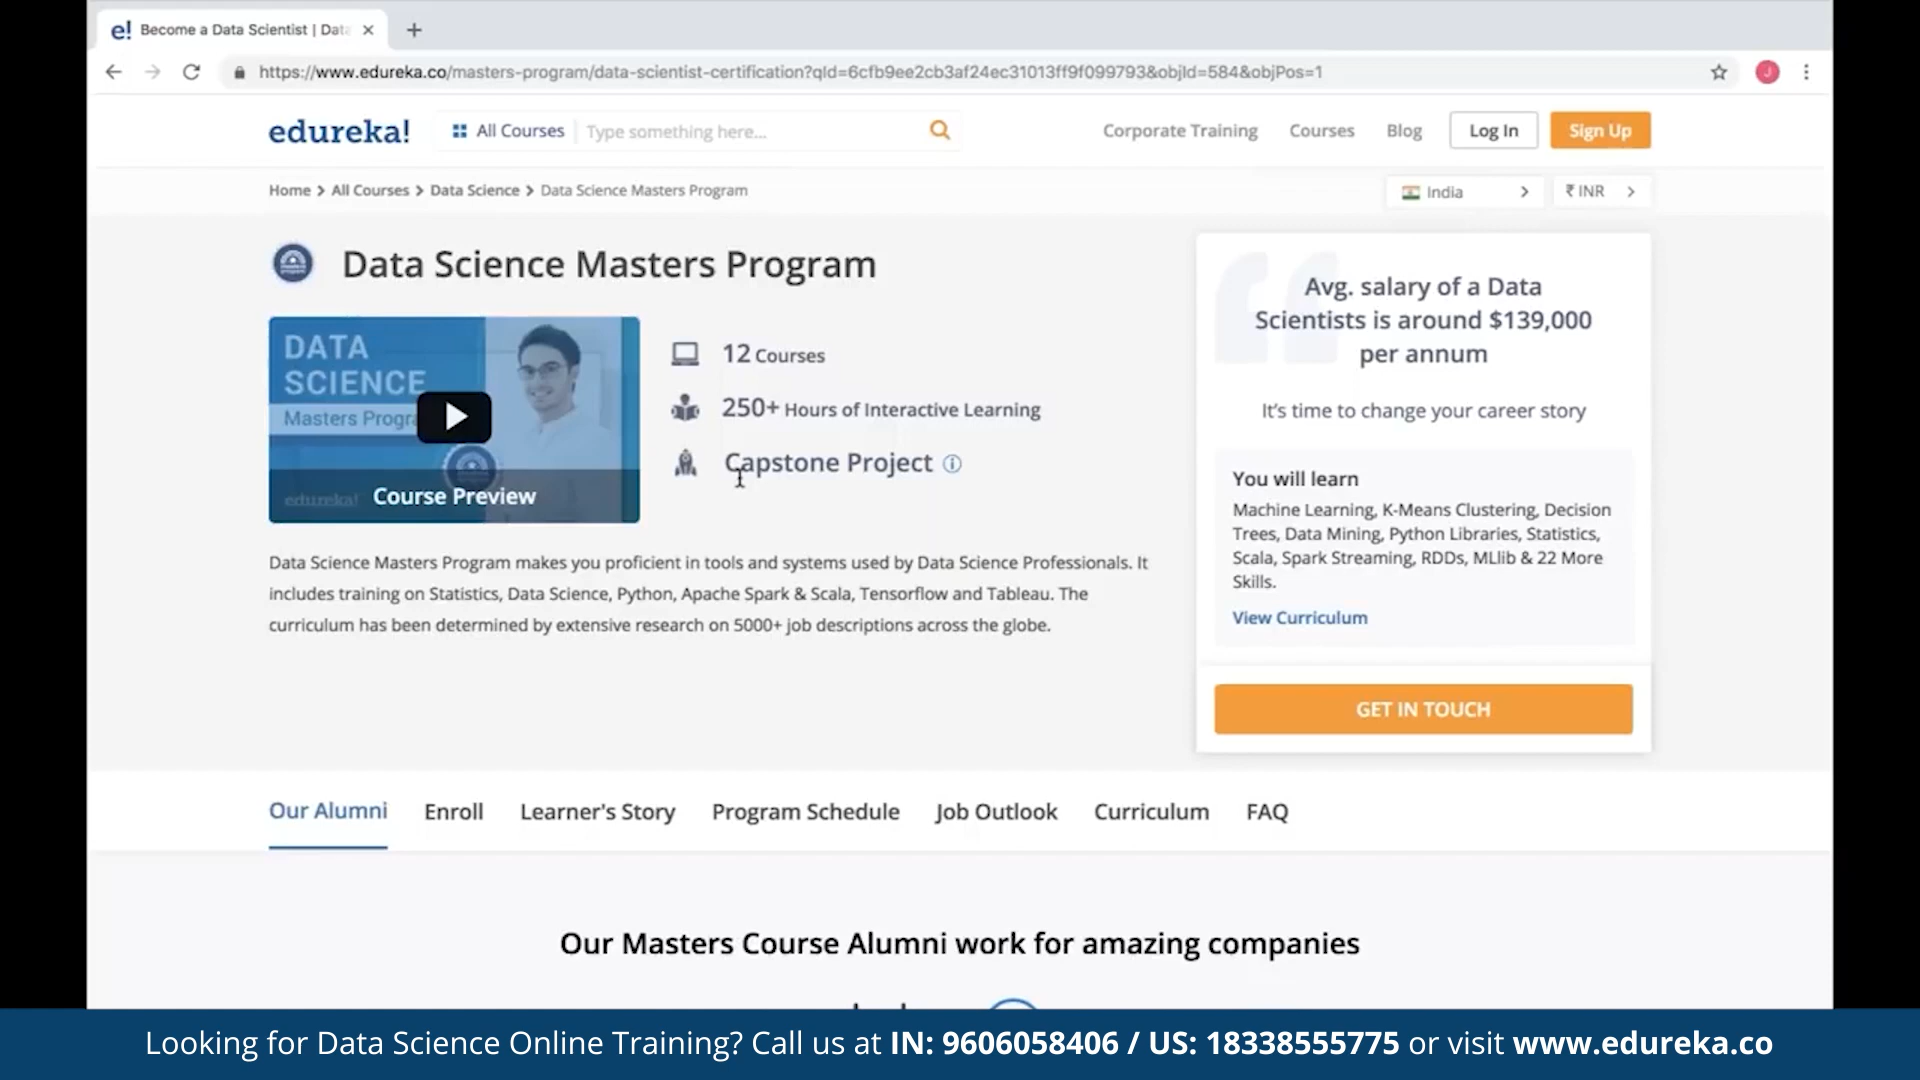 e! Become a Data Scientist | Data
https://www.edureka.co/masters-program/data-scientist-certification?qId=6cfb9ee2cb3af24ec31013ff9f099793&objId=584&objPos=1
J
edureka! All Courses Type something here... Corporate Training Courses Blog Log In Sign Up
Home > All Courses > Data Science > Data Science Masters Program
India > ₹ INR >
Data Science Masters Program
DATA
SCIENCE
Masters Progra
edureka!
Course Preview
12 Courses
250+ Hours of Interactive Learning
Capstone Project
Data Science Masters Program makes you proficient in tools and systems used by Data Science Professionals. It
includes training on Statistics, Data Science, Python, Apache Spark & Scala, Tensorflow and Tableau. The
curriculum has been determined by extensive research on 5000+ job descriptions across the globe.
Avg. salary of a Data
Scientists is around $139,000
per annum
It's time to change your career story
You will learn
Machine Learning, K-Means Clustering, Decision
Trees, Data Mining, Python Libraries, Statistics,
Scala, Spark Streaming, RDDs, MLlib & 22 More
Skills.
View Curriculum
GET IN TOUCH
Our Alumni Enroll Learner's Story Program Schedule Job Outlook Curriculum FAQ
Our Masters Course Alumni work for amazing companies
Looking for Data Science Online Training? Call us at IN: 9606058406 / US: 18338555775 or visit www.edureka.co